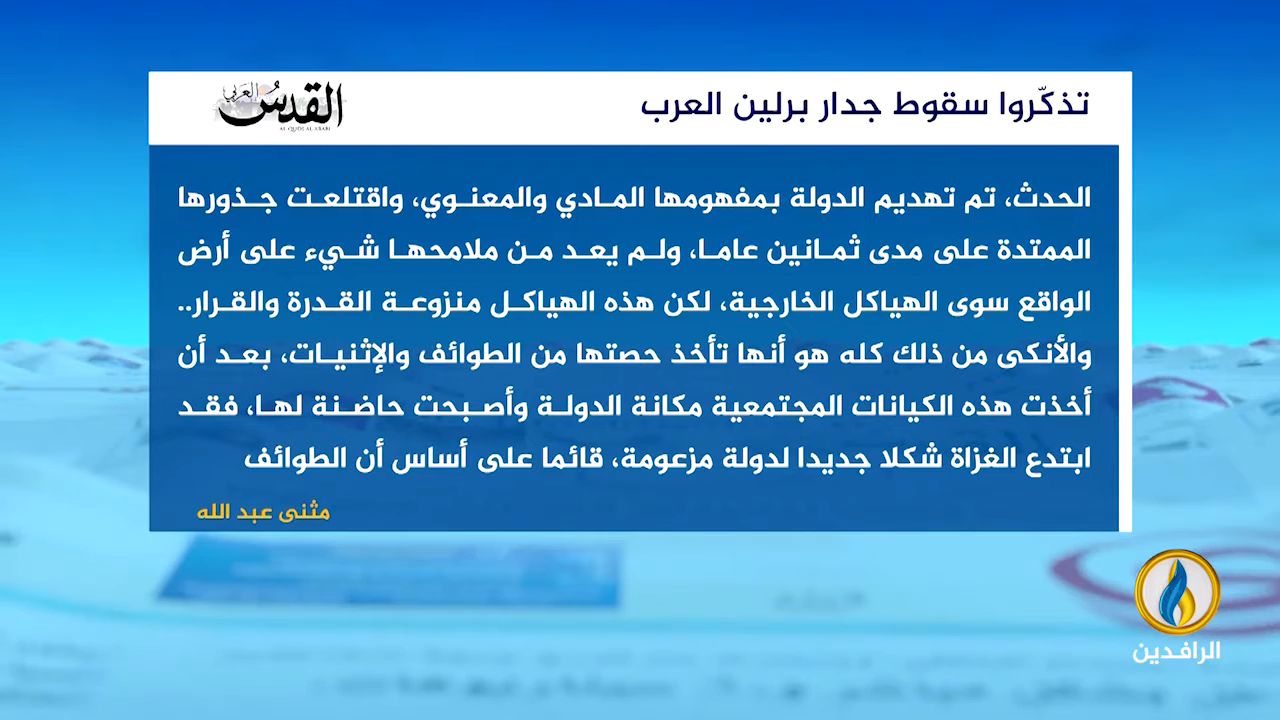 تذكّروا سقوط جدار برلين العرب
القدس العربي
AL-QUDS AL-ARABI
الحدث، تم تهديم الدولة بمفهومها المادي والمعنوي، واقتلعت جذورها
الممتدة على مدى ثمانين عاما، ولم يعد من ملامحها شيء على أرض
الواقع سوى الهياكل الخارجية، لكن هذه الهياكل منزوعة القدرة والقرار..
والأنكى من ذلك كله هو أنها تأخذ حصتها من الطوائف والإثنيات، بعد أن
أخذت هذه الكيانات المجتمعية مكانة الدولة وأصبحت حاضنة لها، فقد
ابتدع الغزاة شكلا جديدا لدولة مزعومة، قائما على أساس أن الطوائف
مثنى عبد الله
الرافدين